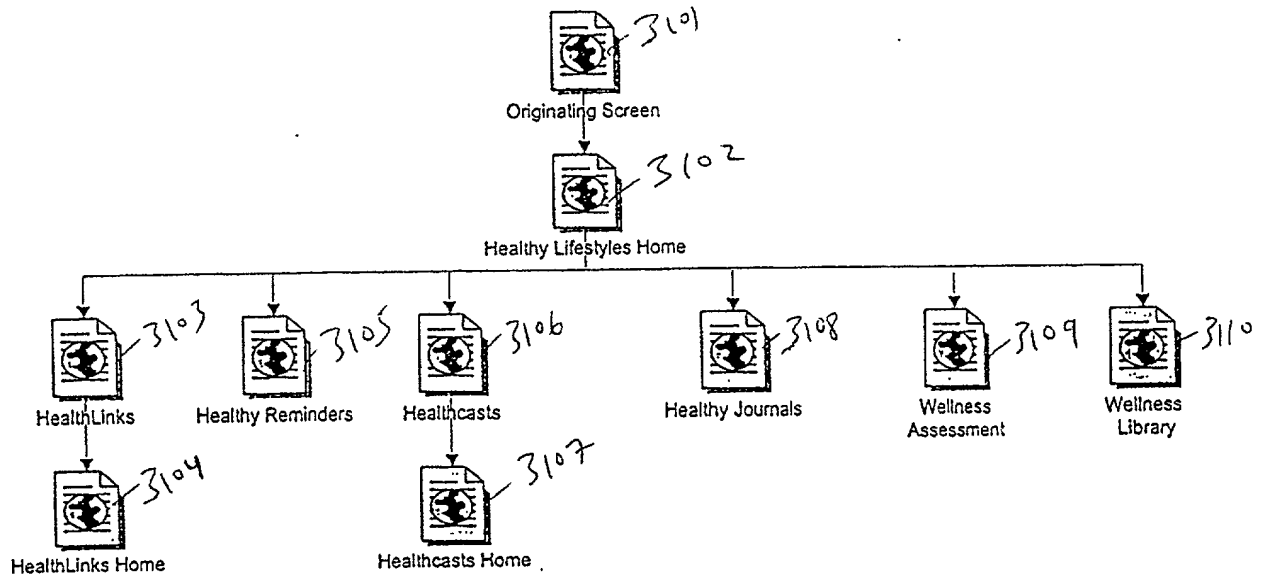 3101
Originating Screen
3102
Healthy Lifestyles Home
3103
3105
3106
3108
3109
3110
HealthLinks
Healthy Reminders
Healthcasts
Healthy Journals
Wellness
Assessment
Wellness
Library
3104
3107
HealthLinks Home
Healthcasts Home